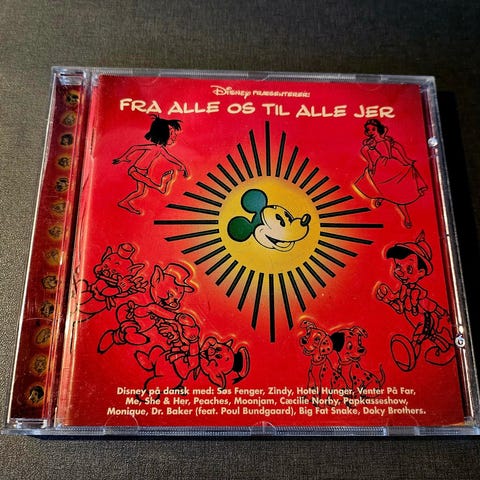 Disney PRÆSENTERER:
FRA ALLE OS TIL ALLE JER
Disney på dansk med: Søs Fenger, Zindy, Hotel Hunger, Venter På Far,
Me, She & Her, Peaches, Moonjam, Cæcilie Norby, Papkasseshow,
Monique, Dr. Baker (feat. Poul Bundgaard), Big Fat Snake, Doky Brothers.